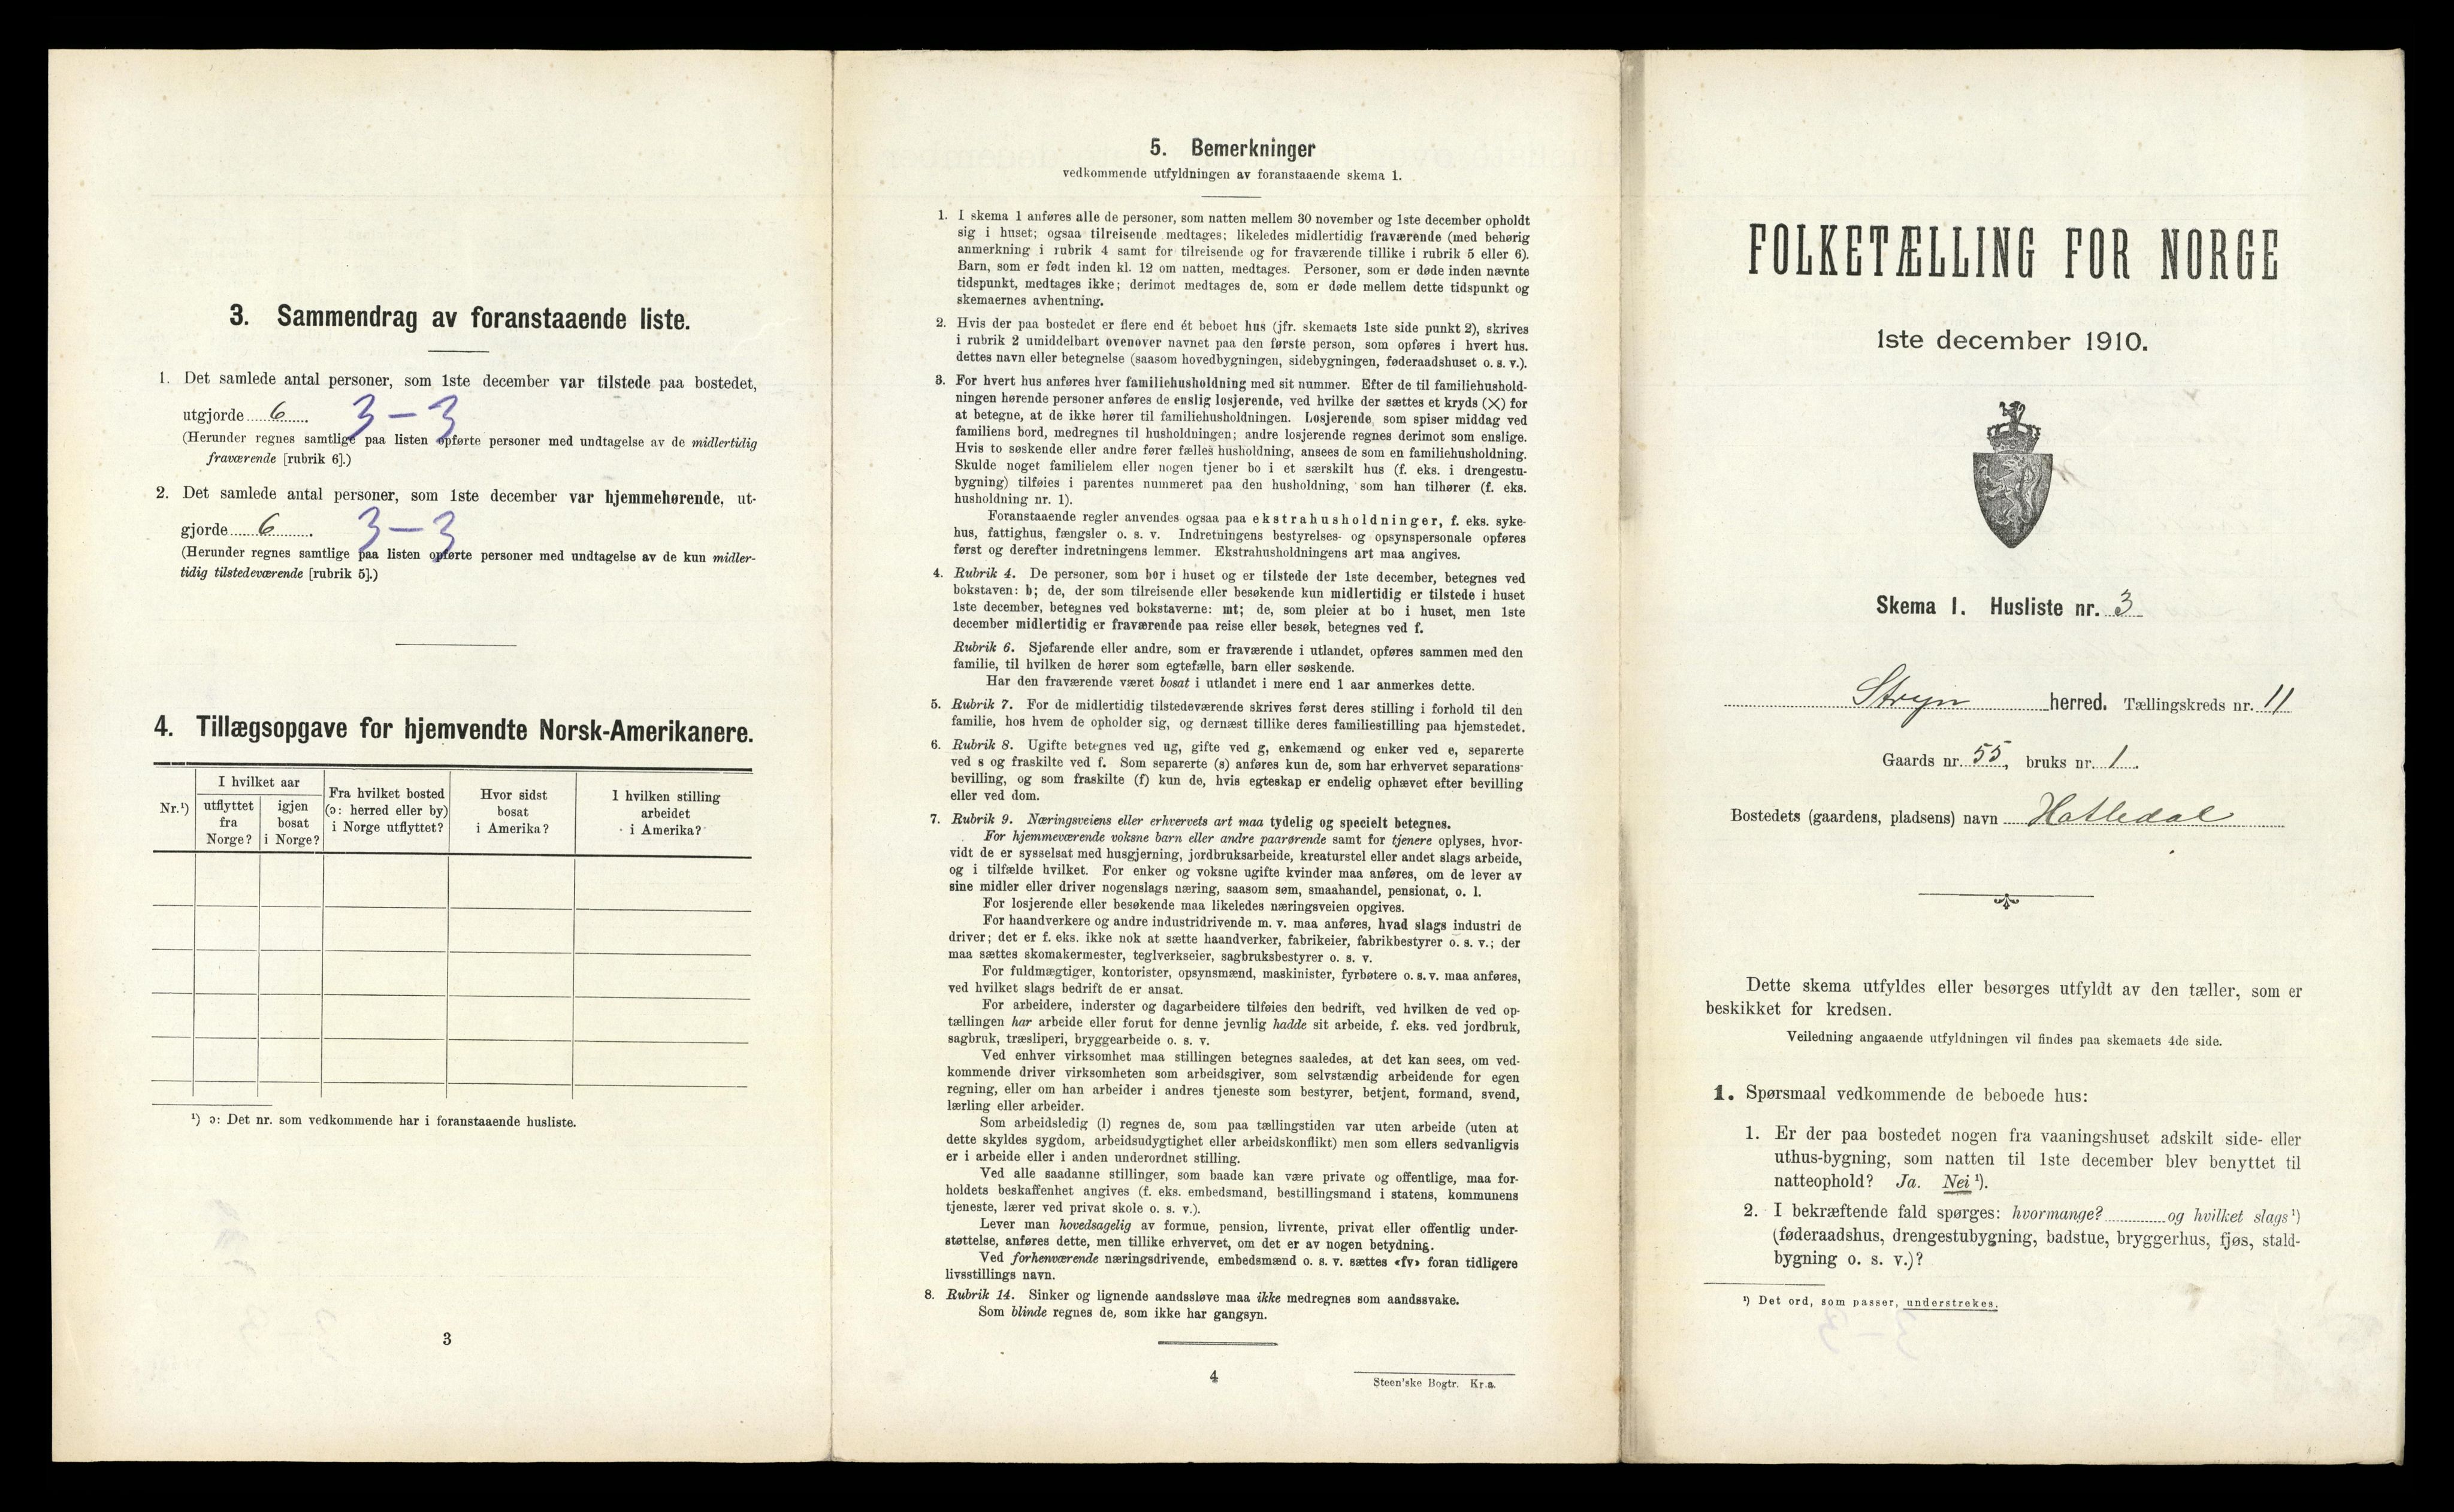 3. Sammendrag av foranstaaende liste.
1. Det samlede antal personer, som 1ste december var tilstede paa bostedet,
utgjorde 6. 3 – 3
(Herunder regnes samtlige paa listen opførte personer med undtagelse av de midlertidig
fraværende [rubrik 6].)
2. Det samlede antal personer, som 1ste december var hjemmehørende, ut-
gjorde 6. 3 – 3
(Herunder regnes samtlige paa listen opførte personer med undtagelse av de kun midler-
tidig tilstedeværende [rubrik 5].)
4. Tillægsopgave for hjemvendte Norsk-Amerikanere.
Nr.¹)
I hvilket aar
utflyttet
fra
Norge?
igjen
bosat
i Norge?
Fra hvilket bosted
(ɔ: herred eller by)
i Norge utflyttet?
Hvor sidst
bosat
i Amerika?
I hvilken stilling
arbeidet
i Amerika?
¹) ɔ: Det nr. som vedkommende har i foranstaaende husliste.
3
5. Bemerkninger
vedkommende utfyldningen av foranstaaende skema 1.
1. I skema 1 anføres alle de personer, som natten mellem 30 november og 1ste december opholdt
sig i huset; ogsaa tilreisende medtages; likeledes midlertidig fraværende (med behørig
anmerkning i rubrik 4 samt for tilreisende og for fraværende tillike i rubrik 5 eller 6).
Barn, som er født inden kl. 12 om natten, medtages. Personer, som er døde inden nævnte
tidspunkt, medtages ikke; derimot medtages de, som er døde mellem dette tidspunkt og
skemaernes avhentning.
2. Hvis der paa bostedet er flere end ét beboet hus (jfr. skemaets 1ste side punkt 2), skrives
i rubrik 2 umiddelbart ovenover navnet paa den første person, som opføres i hvert hus.
dettes navn eller betegnelse (saasom hovedbygningen, sidebygningen, føderaadshuset o. s. v.).
3. For hvert hus anføres hver familiehusholdning med sit nummer. Efter de til familiehushold-
ningen hørende personer anføres de enslig losjerende, ved hvilke der sættes et kryds (×) for
at betegne, at de ikke hører til familiehusholdningen. Losjerende, som spiser middag ved
familiens bord, medregnes til husholdningen; andre losjerende regnes derimot som enslige.
Hvis to søskende eller andre fører fælles husholdning, ansees de som en familiehusholdning.
Skulde noget familielem eller nogen tjener bo i et særskilt hus (f. eks. i drengestu-
bygning) tilføies i parentes nummeret paa den husholdning, som han tilhører (f. eks.
husholdning nr. 1).
Foranstaaende regler anvendes ogsaa paa ekstrahusholdninger, f. eks. syke-
hus, fattighus, fængsler o. s. v. Indretningens bestyrelses- og opsynspersonale opføres
først og derefter indretningens lemmer. Ekstrahusholdningens art maa angives.
4. Rubrik 4. De personer, som bor i huset og er tilstede der 1ste december, betegnes ved
bokstaven: b; de, der som tilreisende eller besøkende kun midlertidig er tilstede i huset
1ste december, betegnes ved bokstaverne: mt; de, som pleier at bo i huset, men 1ste
december midlertidig er fraværende paa reise eller besøk, betegnes ved f.
Rubrik 6. Sjøfarende eller andre, som er fraværende i utlandet, opføres sammen med den
familie, til hvilken de hører som egtefælle, barn eller søskende.
Har den fraværende været bosat i utlandet i mere end 1 aar anmerkes dette.
5. Rubrik 7. For de midlertidig tilstedeværende skrives først deres stilling i forhold til den
familie, hos hvem de opholder sig, og dernæst tillike deres familiestilling paa hjemstedet.
6. Rubrik 8. Ugifte betegnes ved ug, gifte ved g, enkemænd og enker ved e, separerte
ved s og fraskilte ved f. Som separerte (s) anføres kun de, som har erhvervet separations-
bevilling, og som fraskilte (f) kun de, hvis egteskap er endelig ophævet efter bevilling
eller ved dom.
7. Rubrik 9. Næringsveiens eller erhvervets art maa tydelig og specielt betegnes.
For hjemmeværende voksne barn eller andre paarørende samt for tjenere oplyses, hvor-
vidt de er sysselsat med husgjerning, jordbruksarbeide, kreaturstel eller andet slags arbeide,
og i tilfælde hvilket. For enker og voksne ugifte kvinder maa anføres, om de lever av
sine midler eller driver nogenslags næring, saasom søm, smaahandel, pensionat, o. l.
For losjerende eller besøkende maa likeledes næringsveien opgives.
For haandverkere og andre industridrivende m. v. maa anføres, hvad slags industri de
driver; det er f. eks. ikke nok at sætte haandverker, fabrikeier, fabrikbestyrer o. s. v.; der
maa sættes skomakermester, teglverkseier, sagbruksbestyrer o. s. v.
For fuldmægtiger, kontorister, opsynsmænd, maskinister, fyrbøtere o. s. v. maa anføres,
ved hvilket slags bedrift de er ansat.
For arbeidere, inderster og dagarbeidere tilføies den bedrift, ved hvilken de ved op-
tællingen har arbeide eller forut for denne jevnlig hadde sit arbeide, f. eks. ved jordbruk,
sagbruk, træsliperi, bryggearbeide o. s. v.
Ved enhver virksomhet maa stillingen betegnes saaledes, at det kan sees, om ved-
kommende driver virksomheten som arbeidsgiver, som selvstændig arbeidende for egen
regning, eller om han arbeider i andres tjeneste som bestyrer, betjent, formand, svend,
lærling eller arbeider.
Som arbeidsledig (l) regnes de, som paa tællingstiden var uten arbeide (uten at
dette skyldes sygdom, arbeidsudygtighet eller arbeidskonflikt) men som ellers sedvanligvis
er i arbeide eller i anden underordnet stilling.
Ved alle saadanne stillinger, som baade kan være private og offentlige, maa for-
holdets beskaffenhet angives (f. eks. embedsmand, bestillingsmand i statens, kommunens
tjeneste, lærer ved privat skole o. s. v.).
Lever man hovedsagelig av formue, pension, livrente, privat eller offentlig under-
støttelse, anføres dette, men tillike erhvervet, om det er av nogen betydning.
Ved forhenværende næringsdrivende, embedsmænd o. s. v. sættes «fv» foran tidligere
livsstillings navn.
8. Rubrik 14. Sinker og lignende aandssløve maa ikke medregnes som aandssvake.
Som blinde regnes de, som ikke har gangsyn.
4
Steen'ske Bogtr. Kr.a.
FOLKETÆLLING FOR NORGE
1ste december 1910.
Skema 1. Husliste nr. 3
Stryn herred. Tællingskreds nr. 11
Gaards nr. 55, bruks nr. 1.
Bostedets (gaardens, pladsens) navn Hatledal
Dette skema utfyldes eller besørges utfyldt av den tæller, som er
beskikket for kredsen.
Veiledning angaaende utfyldningen vil findes paa skemaets 4de side.
1. Spørsmaal vedkommende de beboede hus:
1. Er der paa bostedet nogen fra vaaningshuset adskilt side- eller
uthus-bygning, som natten til 1ste december blev benyttet til
natteophold? Ja. Nei ¹).
2. I bekræftende fald spørges: hvormange? og hvilket slags ¹)
(føderaadshus, drengestubygning, badstue, bryggerhus, fjøs, stald-
bygning o. s. v.)?
¹) Det ord, som passer, understrekes.